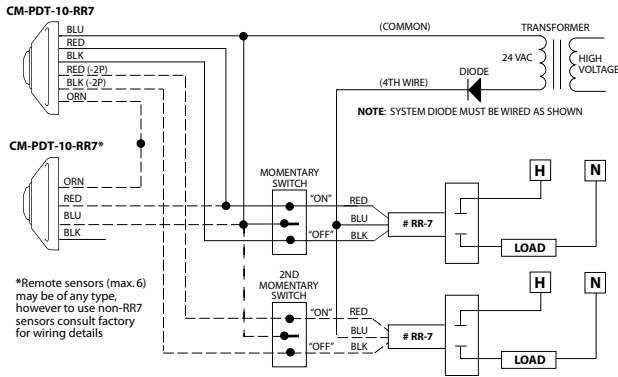 CM-PDT-10-RR7
BLU
RED
BLK
RED (-2P)
BLK (-2P)
ORN
(COMMON)
TRANSFORMER
24 VAC
HIGH
VOLTAGE
DIODE
(4TH WIRE)
NOTE: SYSTEM DIODE MUST BE WIRED AS SHOWN
CM-PDT-10-RR7*
ORN
RED
BLU
BLK
MOMENTARY
SWITCH
"ON"
"OFF"
RED
BLU
BLK
# RR-7
H
N
LOAD
*Remote sensors (max. 6)
may be of any type,
however to use non-RR7
sensors consult factory
for wiring details
2ND
MOMENTARY
SWITCH
"ON"
"OFF"
RED
BLU
BLK
# RR-7
H
N
LOAD